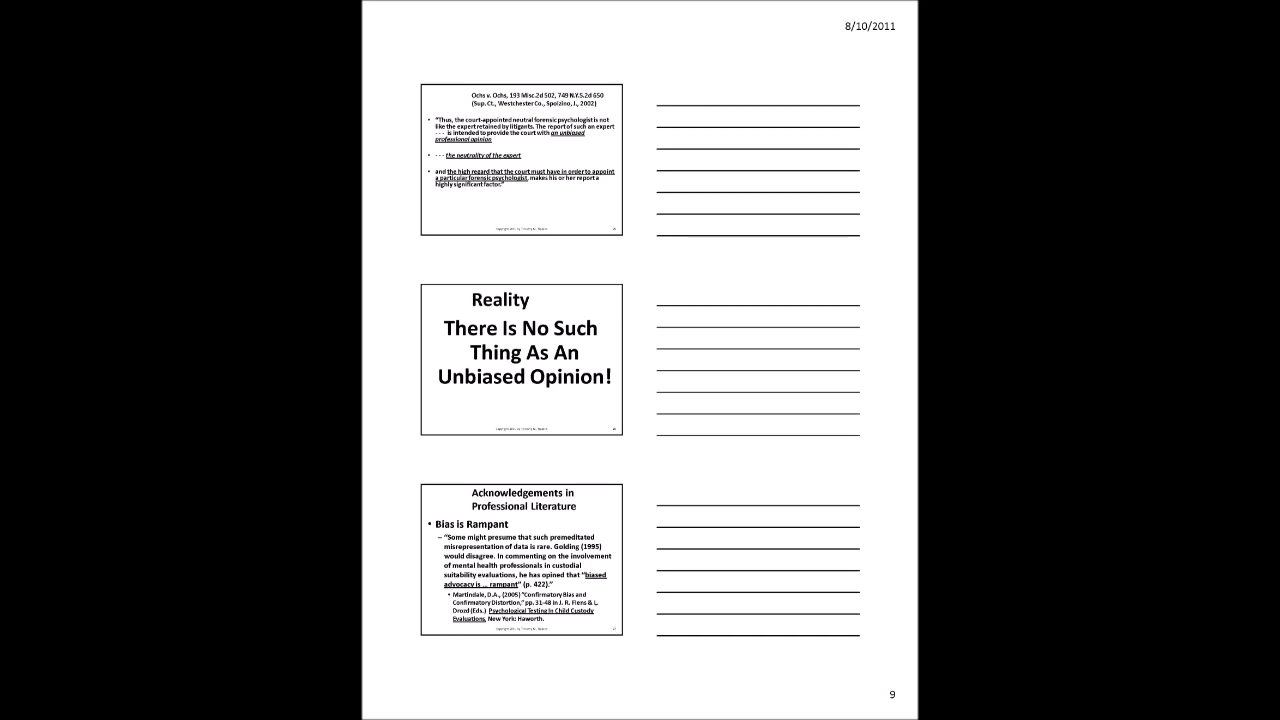 8/10/2011
Ochs v. Ochs, 193 Misc.2d 502, 749 N.Y.S.2d 650
(Sup. Ct., Westchester Co., Spolzino, J., 2002)
• “Thus, the court-appointed neutral forensic psychologist is not
like the expert retained by litigants. The report of such an expert
- - - is intended to provide the court with an unbiased
professional opinion
• - - - the neutrality of the expert
• and the high regard that the court must have in order to appoint
a particular forensic psychologist, makes his or her report a
highly significant factor.”
Reality
There Is No Such
Thing As An
Unbiased Opinion!
Acknowledgements in
Professional Literature
• Bias is Rampant
– “Some might presume that such premeditated
misrepresentation of data is rare. Golding (1995)
would disagree. In commenting on the involvement
of mental health professionals in custodial
suitability evaluations, he has opined that “biased
advocacy is ... rampant” (p. 422).”
• Martindale, D.A., (2005) “Confirmatory Bias and
Confirmatory Distortion,” pp. 31-48 in J. R. Flens & L.
Drozd (Eds.) Psychological Testing In Child Custody
Evaluations, New York: Haworth.
9